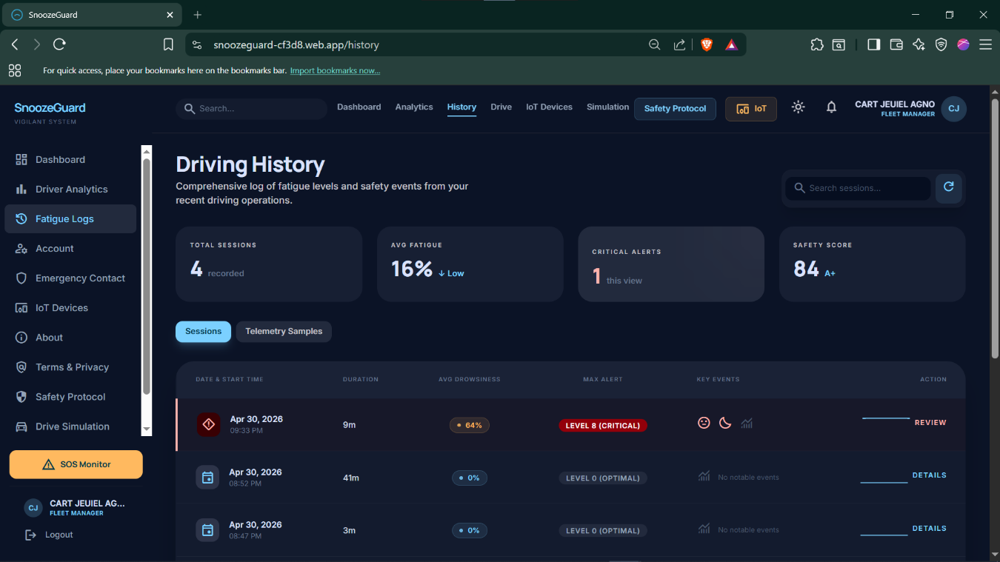 SnoozeGuard
snoozeguard-cf3d8.web.app/history
For quick access, place your bookmarks here on the bookmarks bar. Import bookmarks now...
SnoozeGuard
VIGILANT SYSTEM
Search...
Dashboard
Analytics
History
Drive
IoT Devices
Simulation
Safety Protocol
IoT
CART JEUIEL AGNO
FLEET MANAGER
CJ
Dashboard
Driver Analytics
Fatigue Logs
Account
Emergency Contact
IoT Devices
About
Terms & Privacy
Safety Protocol
Drive Simulation
SOS Monitor
CJ
CART JEUIEL AG...
FLEET MANAGER
Logout
Driving History
Comprehensive log of fatigue levels and safety events from your
recent driving operations.
Search sessions...
TOTAL SESSIONS
4 recorded
AVG FATIGUE
16% ↓ Low
CRITICAL ALERTS
1 this view
SAFETY SCORE
84 A+
Sessions
Telemetry Samples
DATE & START TIME
DURATION
AVG DROWSINESS
MAX ALERT
KEY EVENTS
ACTION
Apr 30, 2026
09:33 PM
9m
64%
LEVEL 8 (CRITICAL)
REVIEW
Apr 30, 2026
08:52 PM
41m
0%
LEVEL 0 (OPTIMAL)
No notable events
DETAILS
Apr 30, 2026
08:47 PM
3m
0%
LEVEL 0 (OPTIMAL)
No notable events
DETAILS